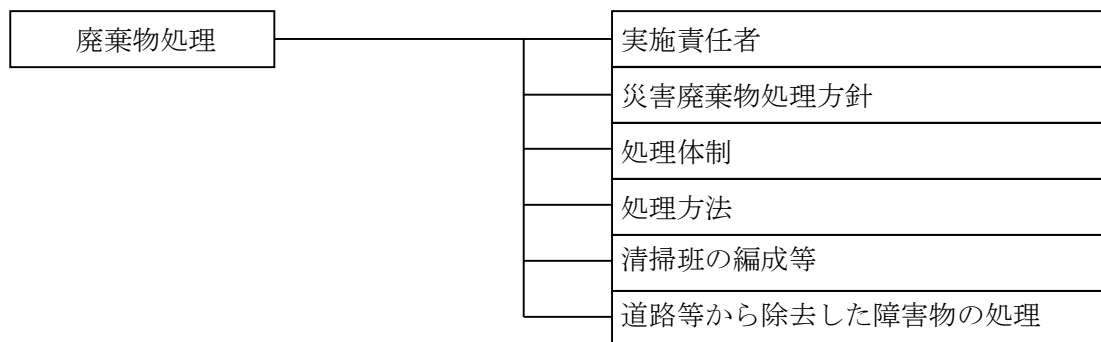 廃棄物処理
実施責任者
災害廃棄物処理方針
処理体制
処理方法
清掃班の編成等
道路等から除去した障害物の処理